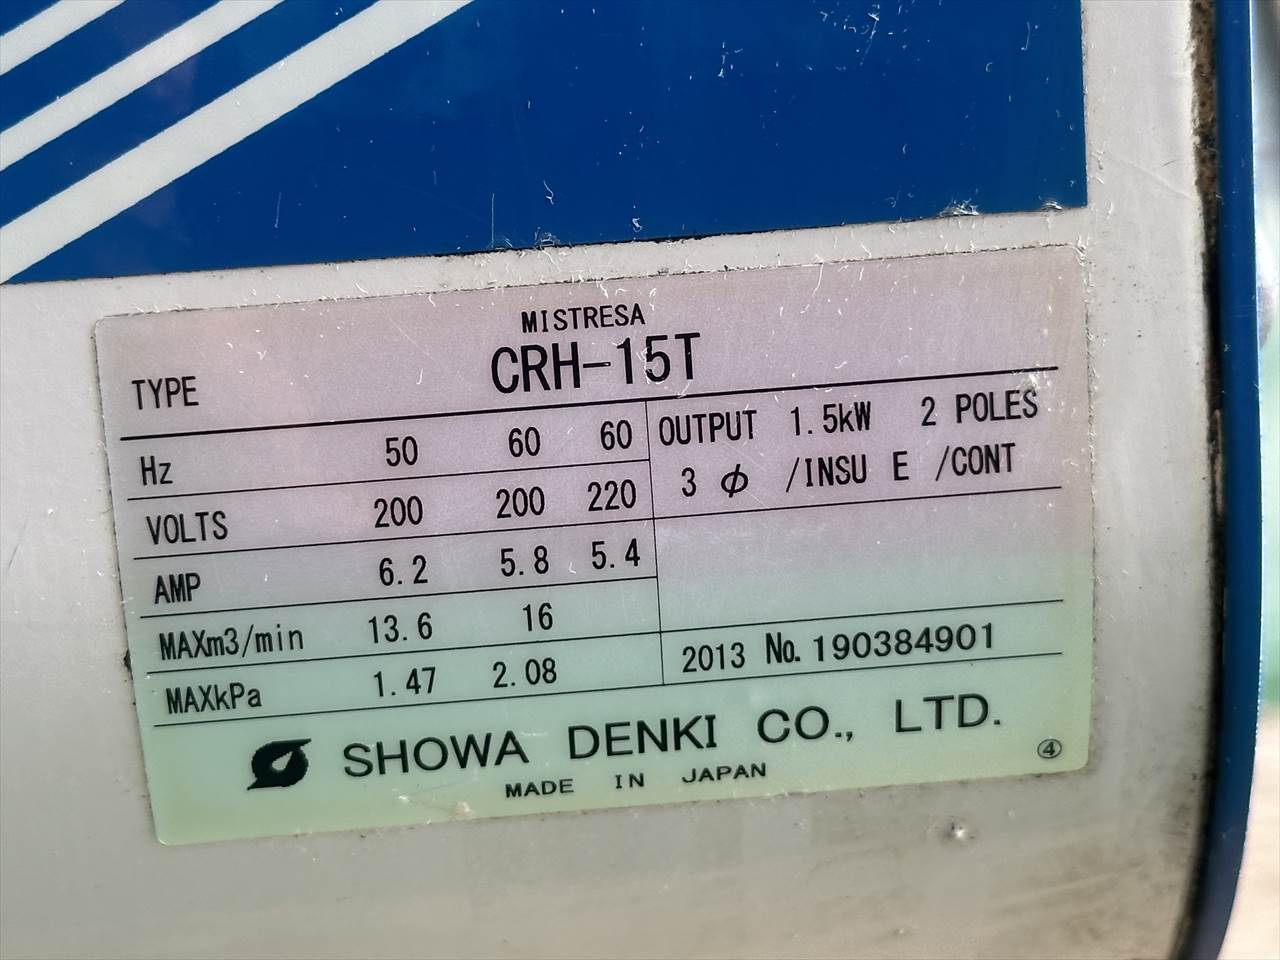 MISTRESA
TYPE CRH-15T
Hz 50 60 60 OUTPUT 1.5kW 2 POLES
VOLTS 200 200 220 3 φ /INSU E /CONT
AMP 6.2 5.8 5.4
MAXm3/min 13.6 16
MAXkPa 1.47 2.08 2013 No. 190384901
SHOWA DENKI CO., LTD.
MADE IN JAPAN ④